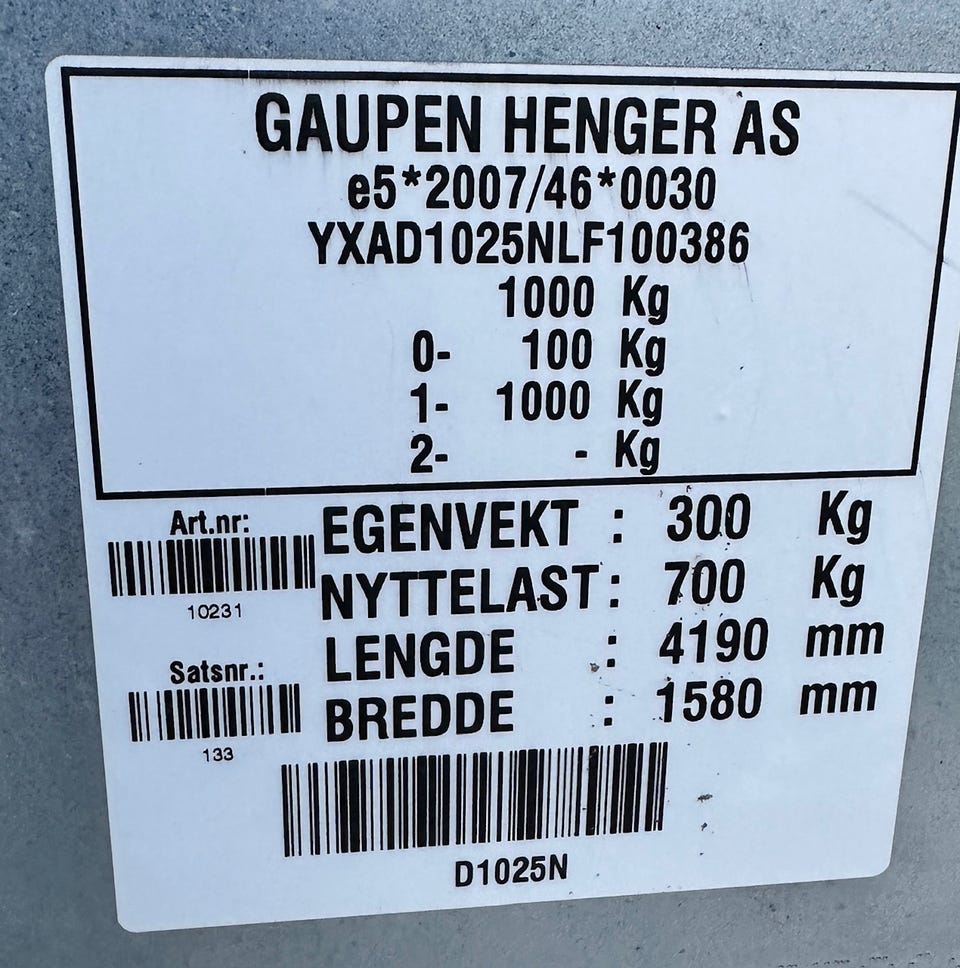 GAUPEN HENGER AS
e5*2007/46*0030
YXAD1025NLF100386
1000 Kg
0- 100 Kg
1- 1000 Kg
2- - Kg
Art.nr:
10231
EGENVEKT : 300 Kg
NYTTELAST : 700 Kg
LENGDE : 4190 mm
BREDDE : 1580 mm
Satsnr.:
133
D1025N